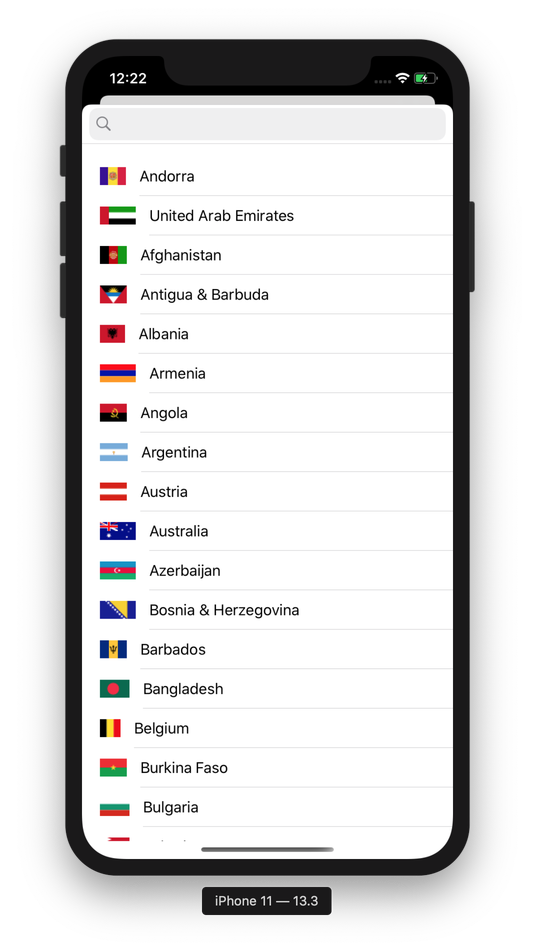 12:22
Andorra
United Arab Emirates
Afghanistan
Antigua & Barbuda
Albania
Armenia
Angola
Argentina
Austria
Australia
Azerbaijan
Bosnia & Herzegovina
Barbados
Bangladesh
Belgium
Burkina Faso
Bulgaria
iPhone 11 — 13.3